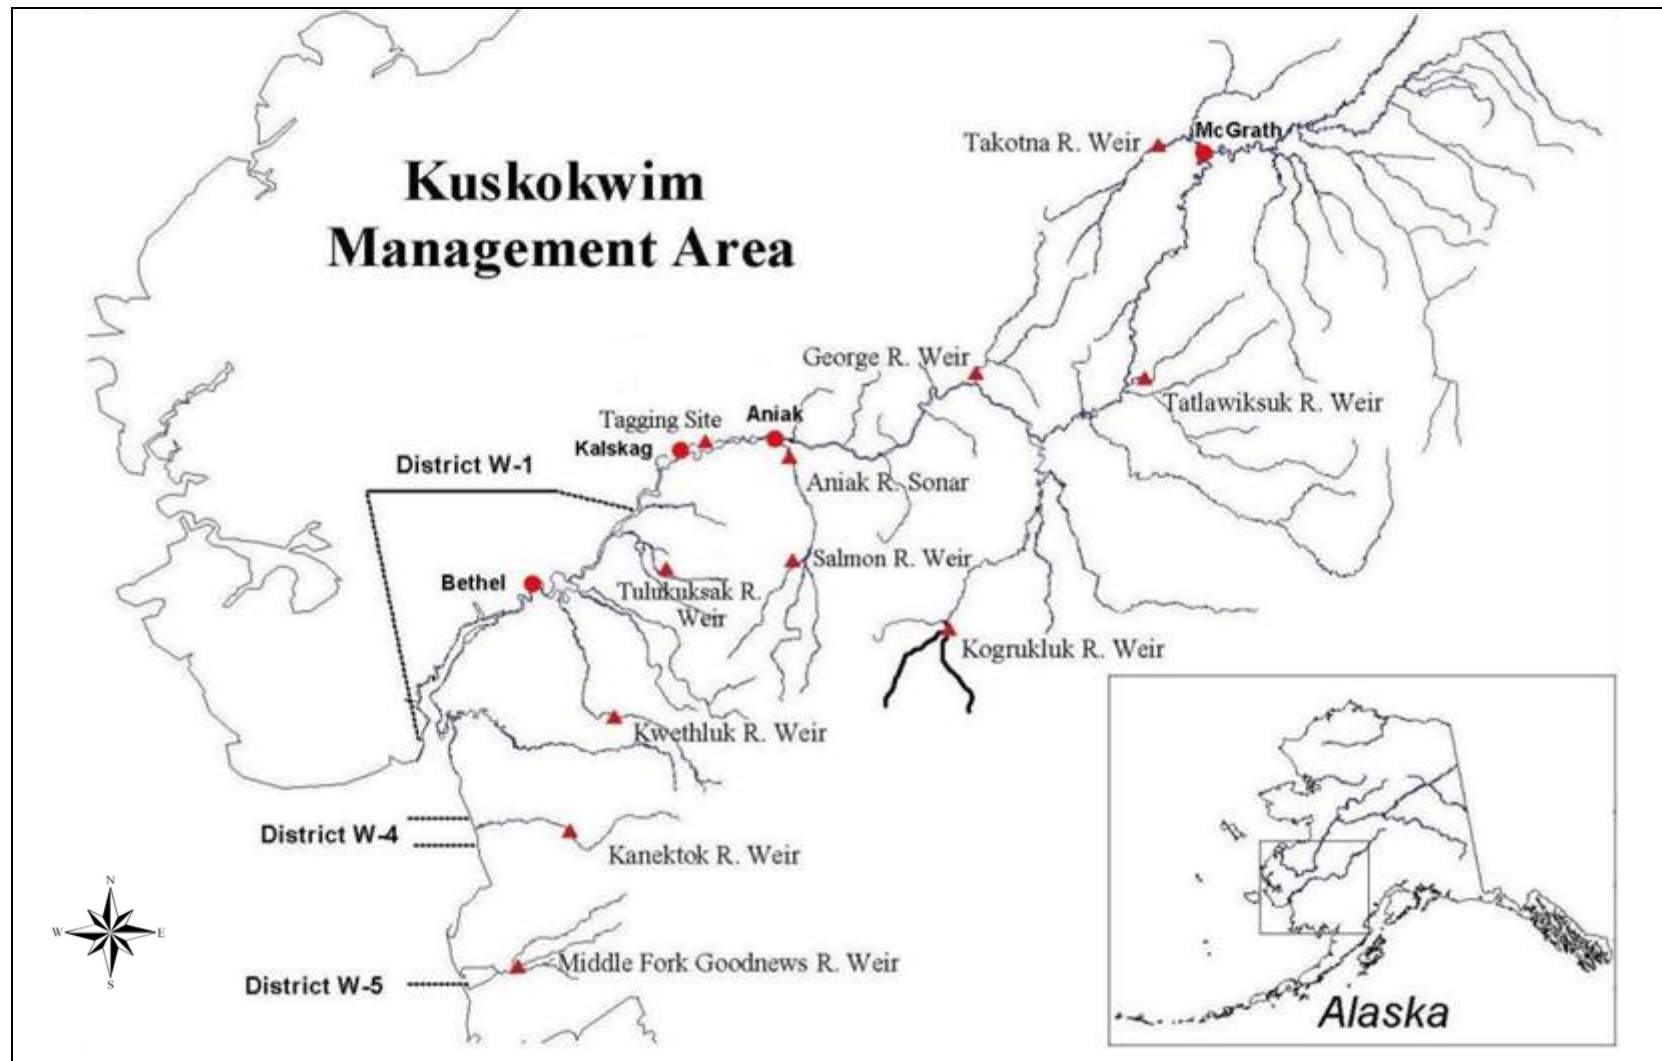 Kuskokwim
Management Area
Takotna R. Weir
McGrath
George R. Weir
Tatlawiksuk R. Weir
Tagging Site
Aniak
Kalskag
District W-1
Aniak R. Sonar
Salmon R. Weir
Bethel
Tulukuksak R.
Weir
Kogrukluk R. Weir
Kwethluk R. Weir
District W-4
Kanektok R. Weir
N
W
E
S
District W-5
Middle Fork Goodnews R. Weir
Alaska